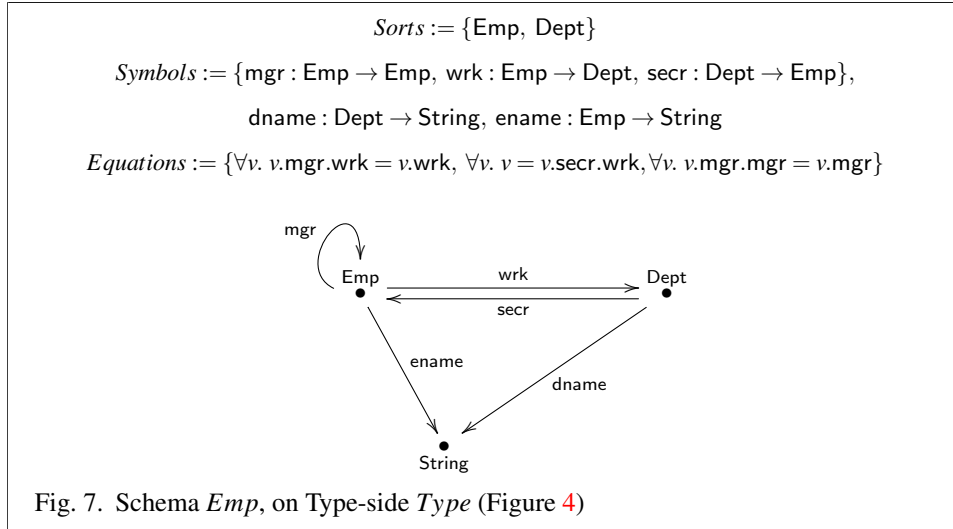 Sorts := {Emp, Dept}
Symbols := {mgr : Emp → Emp, wrk : Emp → Dept, secr : Dept → Emp},
dname : Dept → String, ename : Emp → String
Equations := {∀v. v.mgr.wrk = v.wrk, ∀v. v = v.secr.wrk,∀v. v.mgr.mgr = v.mgr}
mgr
Emp
wrk
Dept
secr
ename
dname
String
Fig. 7. Schema Emp, on Type-side Type (Figure 4)